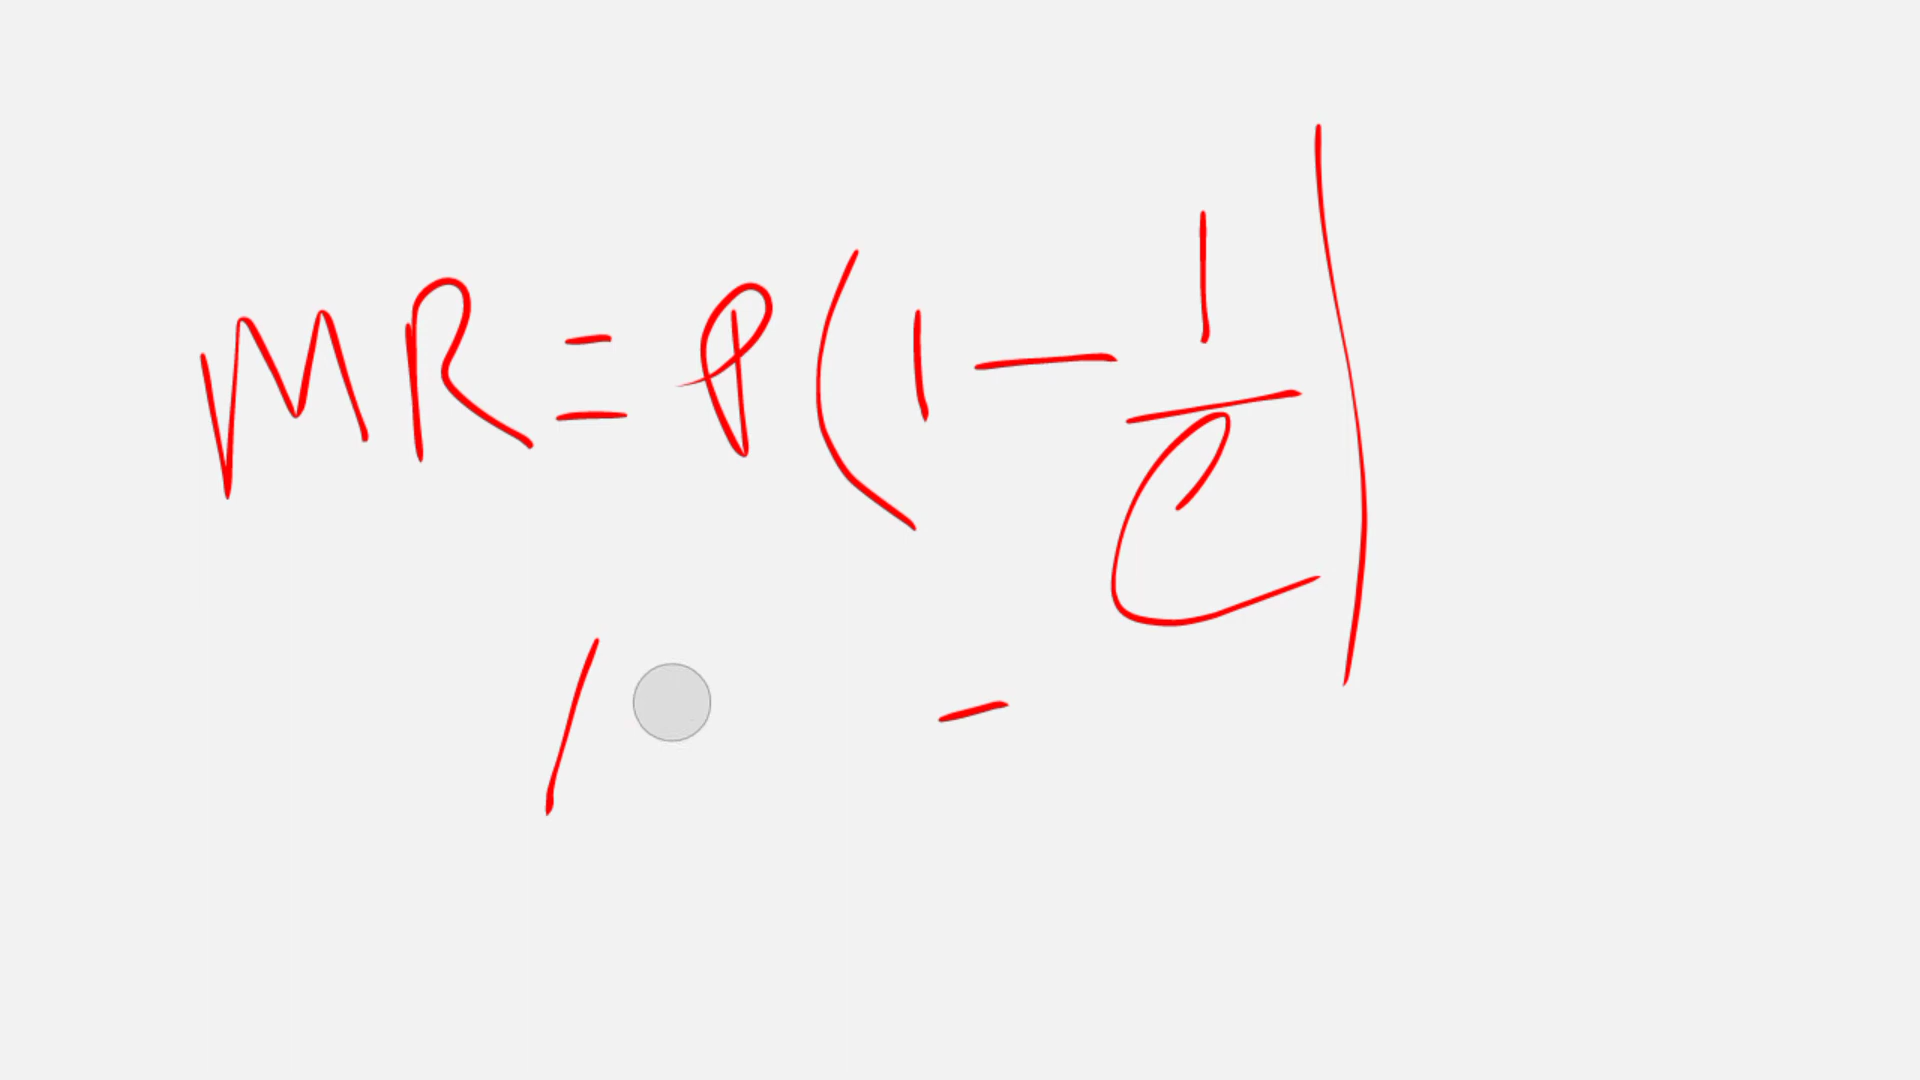 MR = P(1 - 1/e)
/ -